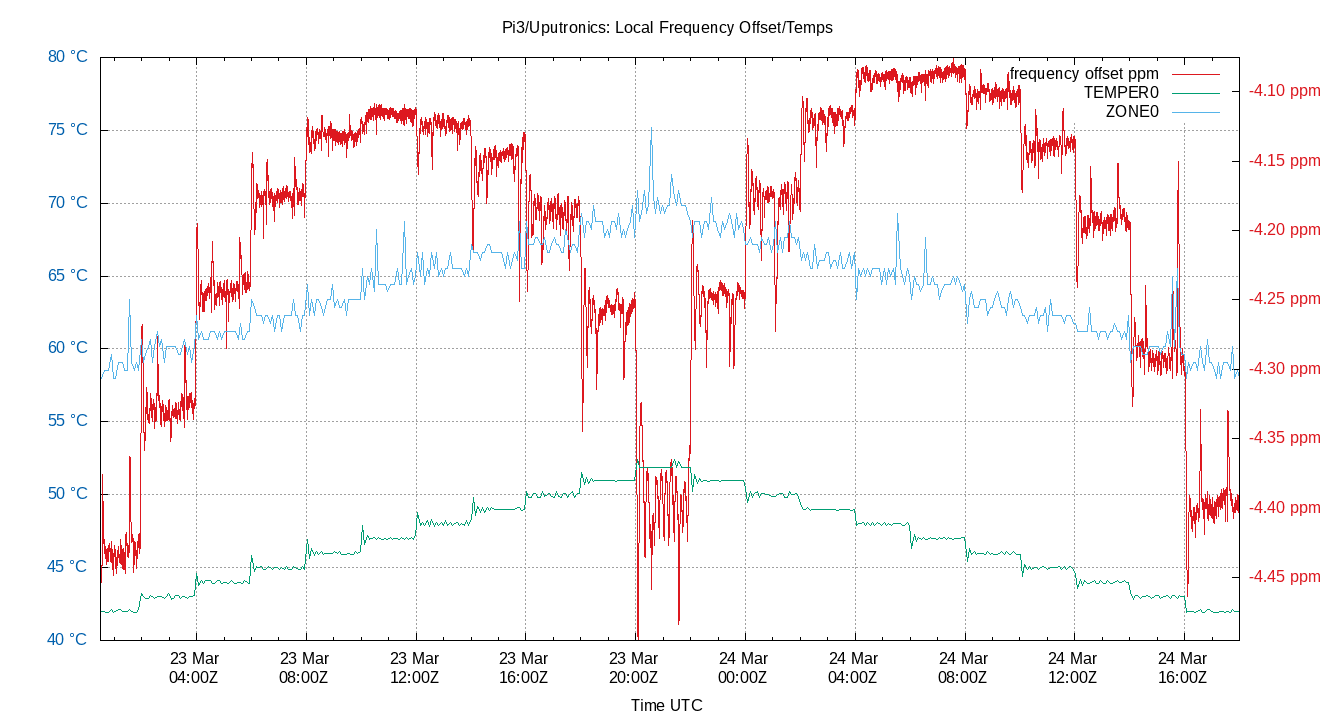 Pi3/Uputronics: Local Frequency Offset/Temps
80 °C
75 °C
70 °C
65 °C
60 °C
55 °C
50 °C
45 °C
40 °C
frequency offset ppm
TEMPER0
ZONE0
-4.10 ppm
-4.15 ppm
-4.20 ppm
-4.25 ppm
-4.30 ppm
-4.35 ppm
-4.40 ppm
-4.45 ppm
23 Mar
04:00Z
23 Mar
08:00Z
23 Mar
12:00Z
23 Mar
16:00Z
23 Mar
20:00Z
24 Mar
00:00Z
24 Mar
04:00Z
24 Mar
08:00Z
24 Mar
12:00Z
24 Mar
16:00Z
Time UTC